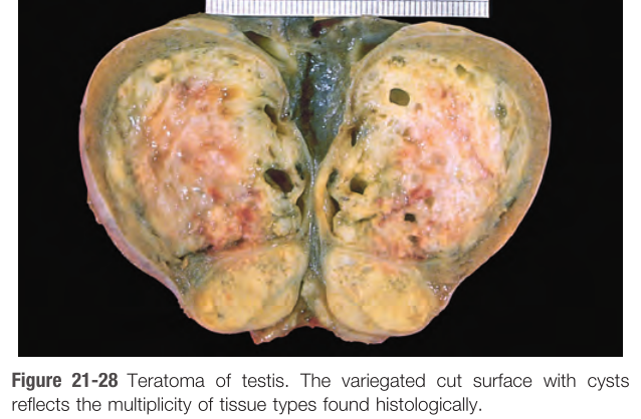 Figure 21-28 Teratoma of testis. The variegated cut surface with cysts
reflects the multiplicity of tissue types found histologically.